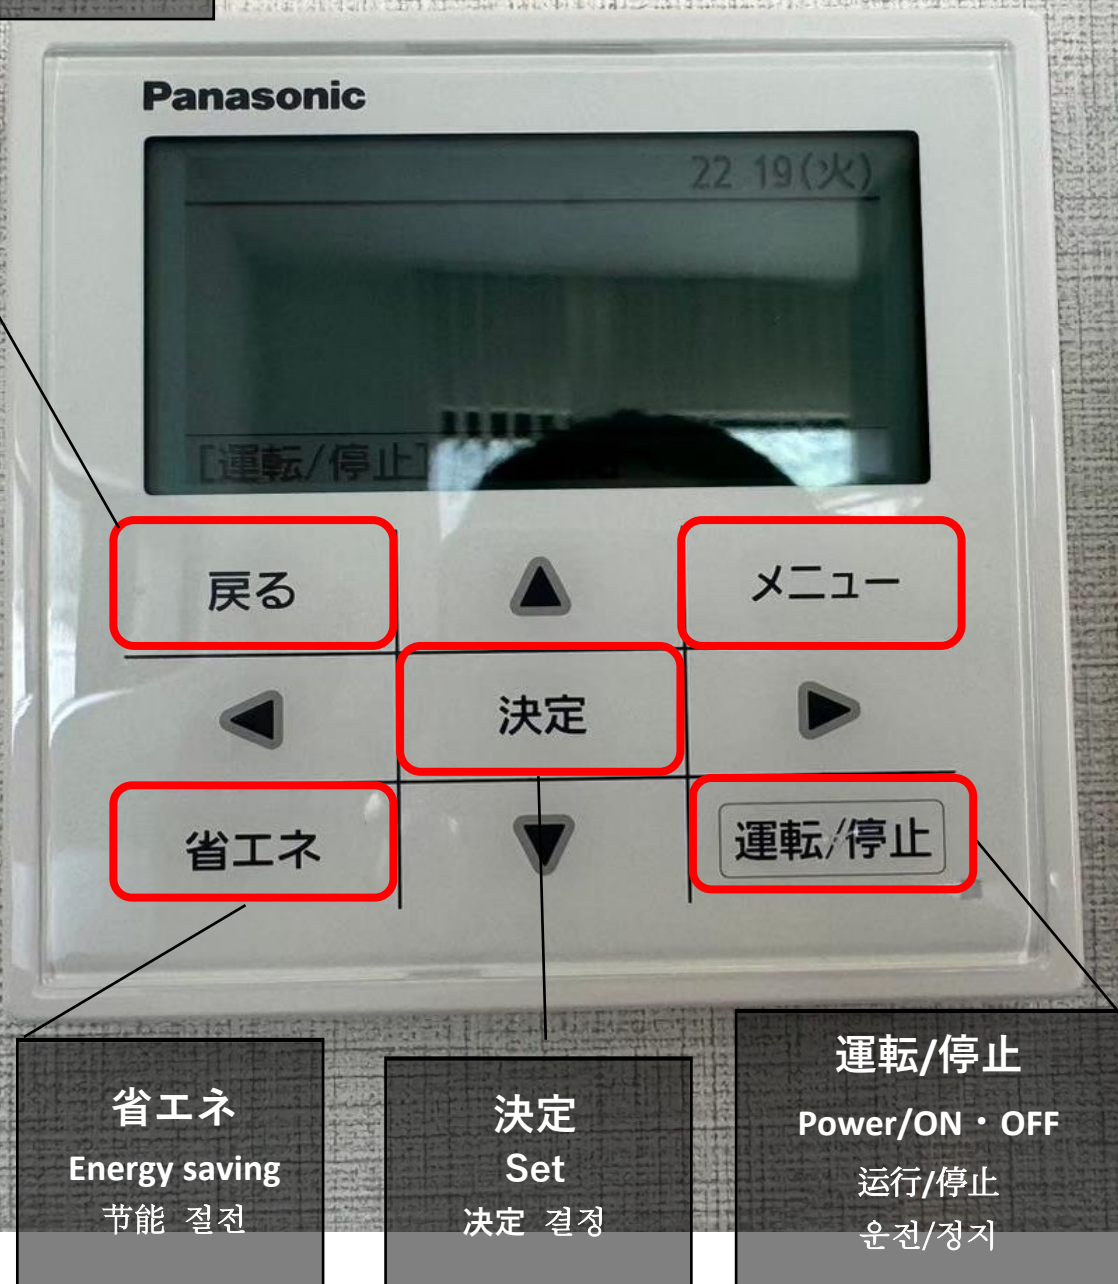 Panasonic
22 19(火)
[運転/停止]
戻る
メニュー
決定
省エネ
運転/停止
省エネ
Energy saving
节能 절전
決定
Set
决定 결정
運転/停止
Power/ON・OFF
运行/停止
운전/정지